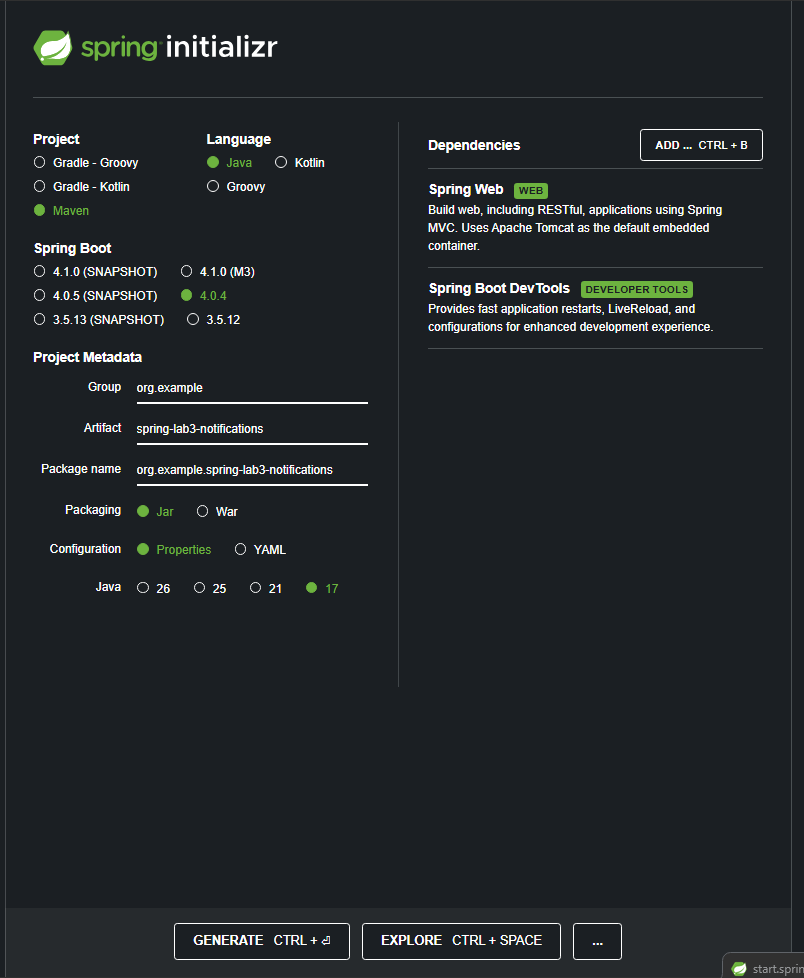 spring initializr
Project
Gradle - Groovy
Gradle - Kotlin
Maven
Language
Java Kotlin
Groovy
Spring Boot
4.1.0 (SNAPSHOT) 4.1.0 (M3)
4.0.5 (SNAPSHOT) 4.0.4
3.5.13 (SNAPSHOT) 3.5.12
Project Metadata
Group org.example
Artifact spring-lab3-notifications
Package name org.example.spring-lab3-notifications
Packaging Jar War
Configuration Properties YAML
Java 26 25 21 17
Dependencies ADD ... CTRL + B
Spring Web WEB
Build web, including RESTful, applications using Spring
MVC. Uses Apache Tomcat as the default embedded
container.
Spring Boot DevTools DEVELOPER TOOLS
Provides fast application restarts, LiveReload, and
configurations for enhanced development experience.
GENERATE CTRL + ⏎ EXPLORE CTRL + SPACE ...
start.sprin